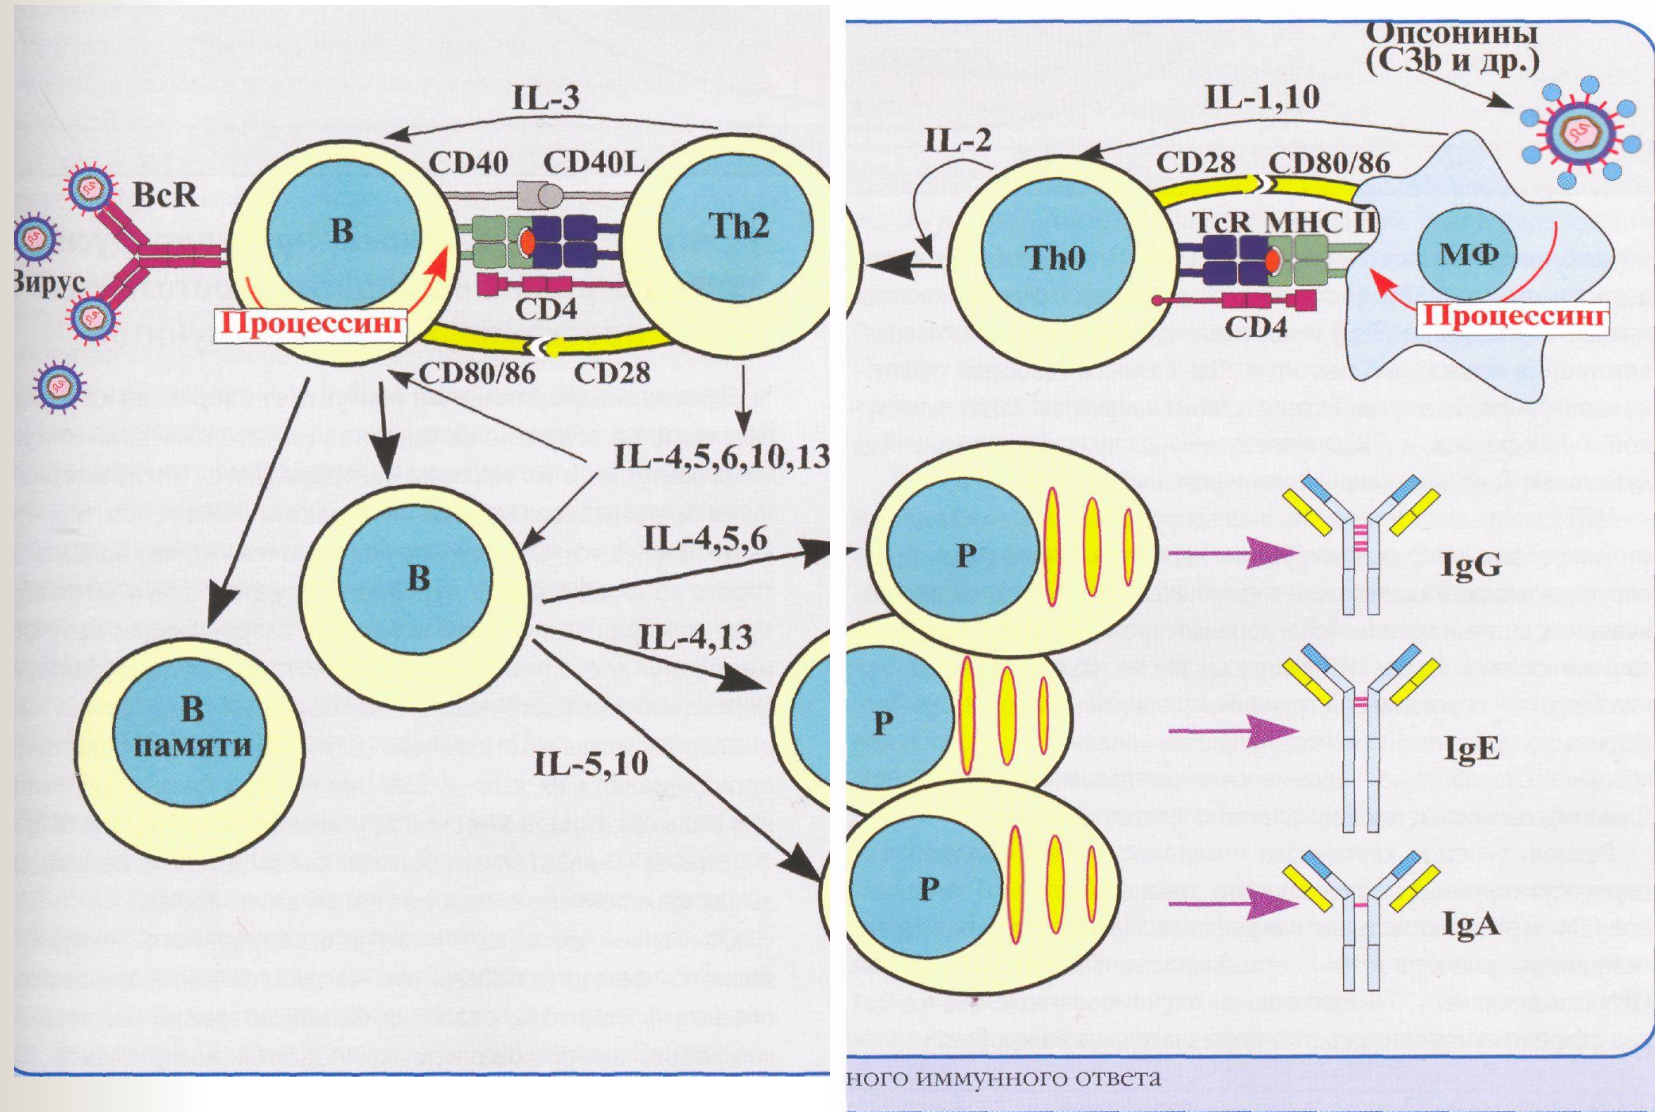 IL-3
CD40
CD40L
BcR
B
Th2
Вирус
CD4
Процессинг
CD80/86
CD28
IL-4,5,6,10,13
B
IL-4,5,6
IL-4,13
IL-5,10
B
памяти
Опсонины
(C3b и др.)
IL-1,10
IL-2
CD28
CD80/86
TcR
MHC II
Th0
МФ
CD4
Процессинг
P
IgG
P
IgE
P
IgA
ного иммунного ответа